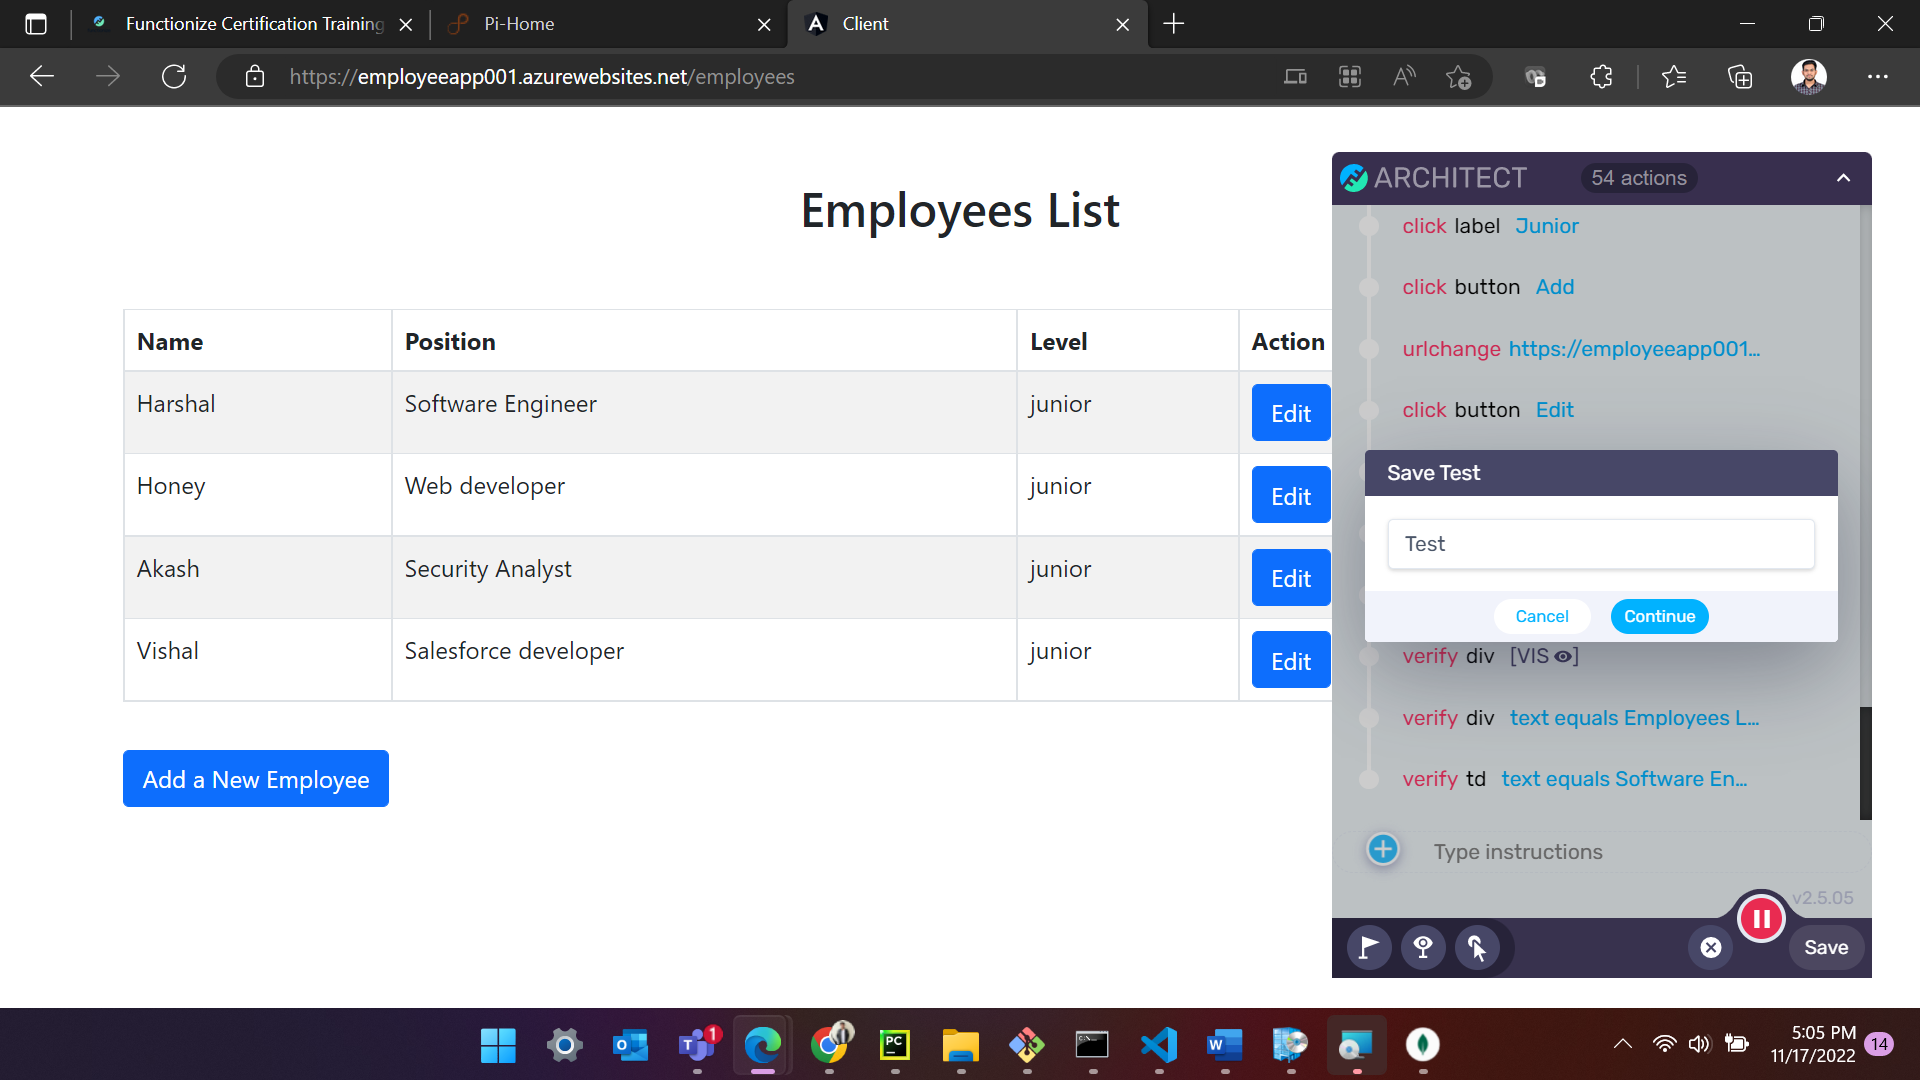 Functionize Certification Training
Pi-Home
Client
https://employeeapp001.azurewebsites.net/employees
Employees List
Name Position Level Action
Harshal Software Engineer junior Edit
Honey Web developer junior Edit
Akash Security Analyst junior Edit
Vishal Salesforce developer junior Edit
Add a New Employee
ARCHITECT 54 actions
click label Junior
click button Add
urlchange https://employeeapp001...
click button Edit
Save Test
Test
Cancel Continue
verify div [VIS]
verify div text equals Employees L...
verify td text equals Software En...
Type instructions
v2.5.05
Save
1
PC
W
5:05 PM
11/17/2022
14